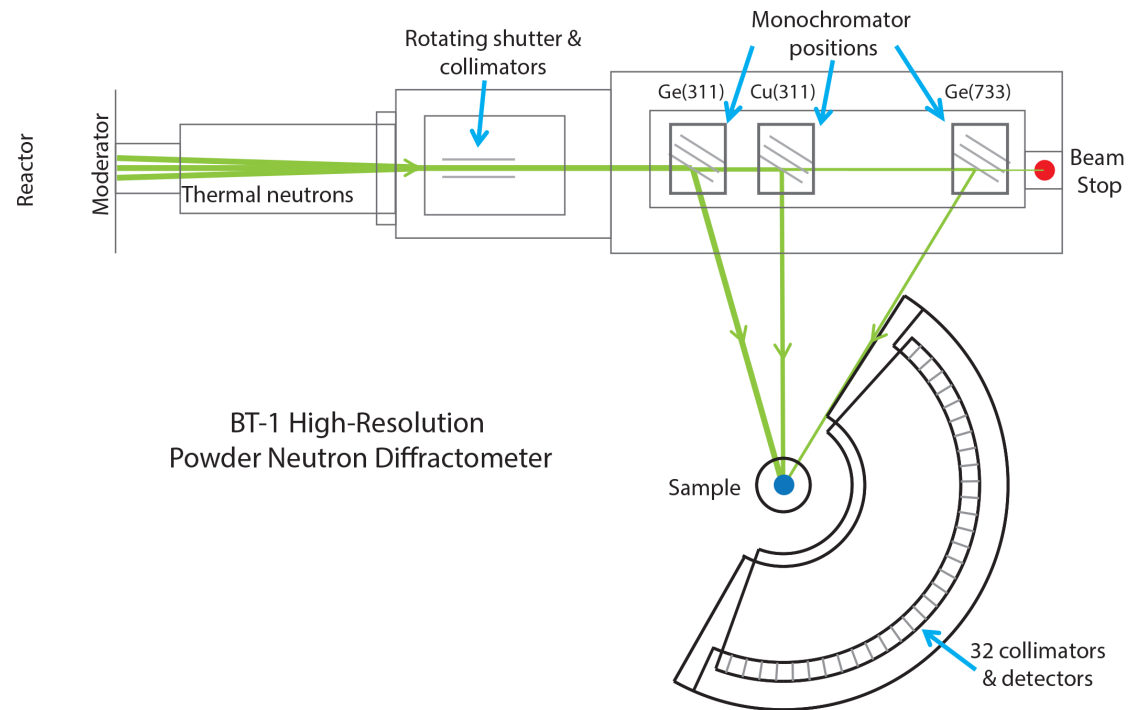 Monochromator
positions
Rotating shutter &
collimators
Ge(311)
Cu(311)
Ge(733)
Reactor
Moderator
Thermal neutrons
Beam
Stop
BT-1 High-Resolution
Powder Neutron Diffractometer
Sample
32 collimators
& detectors